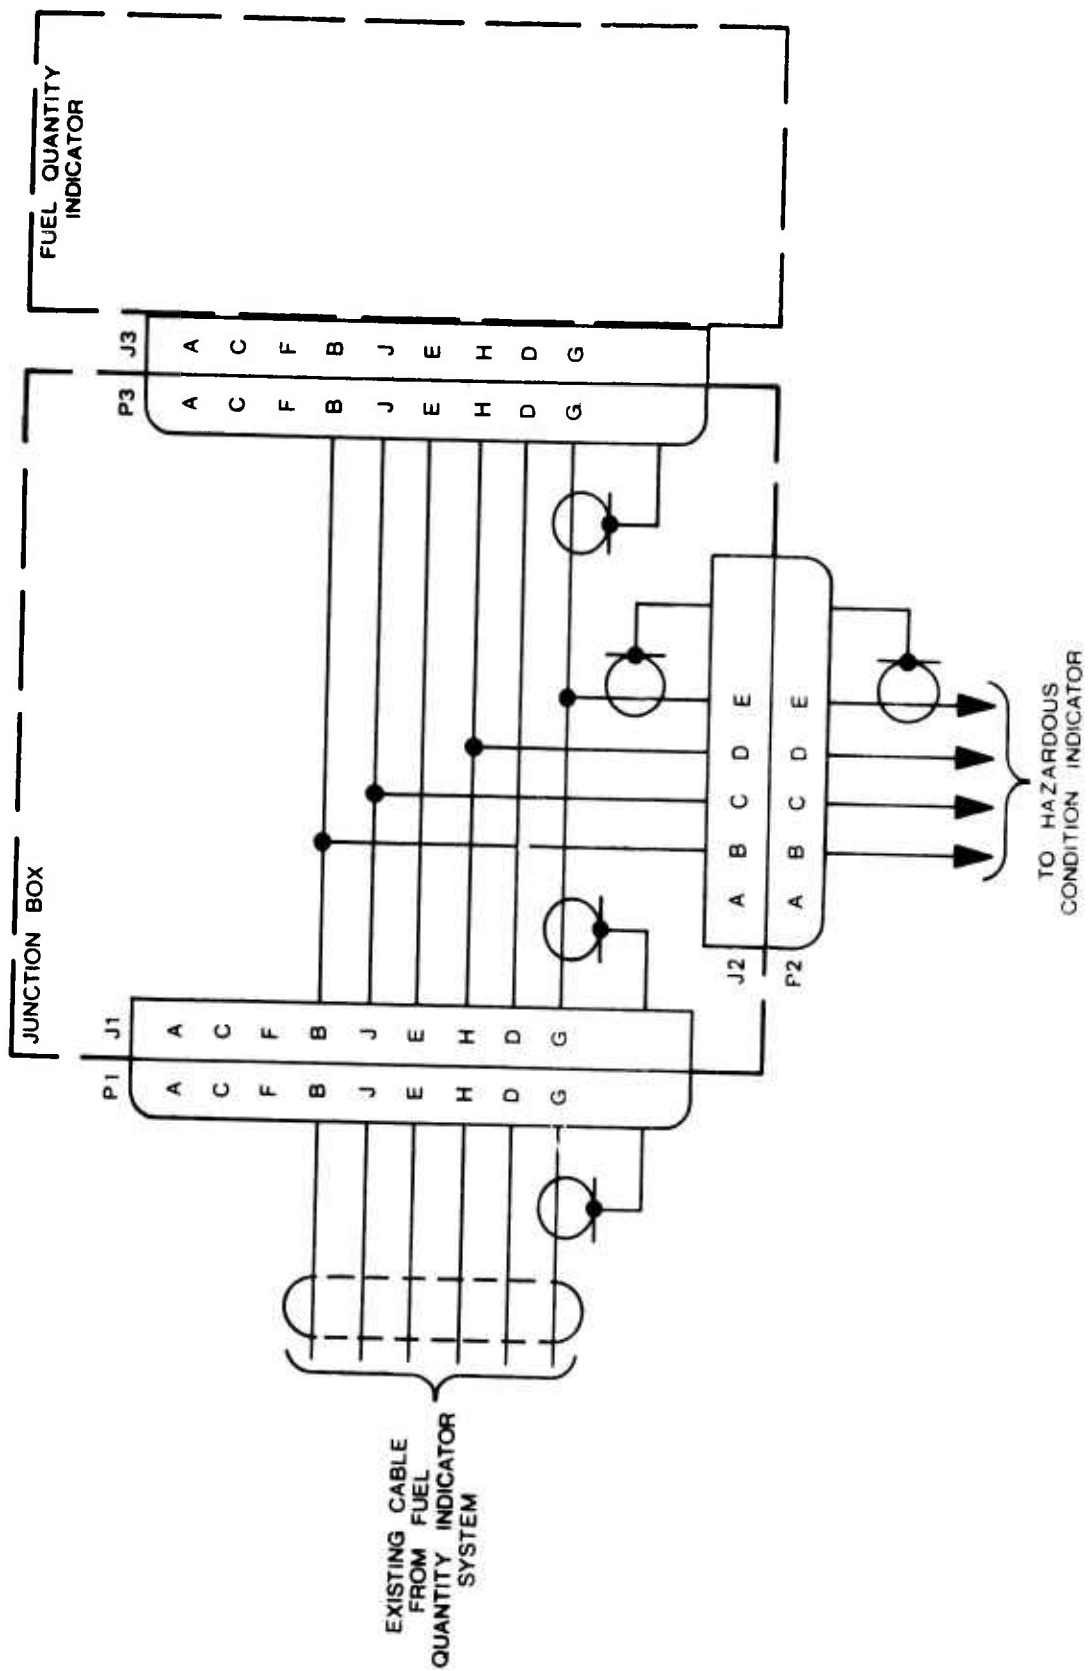 FUEL QUANTITY
INDICATOR
JUNCTION BOX
P1 J1
A A
C C
F F
B B
J J
E E
H H
D D
G G
P3 J3
A A
C C
F F
B B
J J
E E
H H
D D
G G
J2 A B C D E
P2 A B C D E
EXISTING CABLE
FROM FUEL
QUANTITY INDICATOR
SYSTEM
TO HAZARDOUS
CONDITION INDICATOR